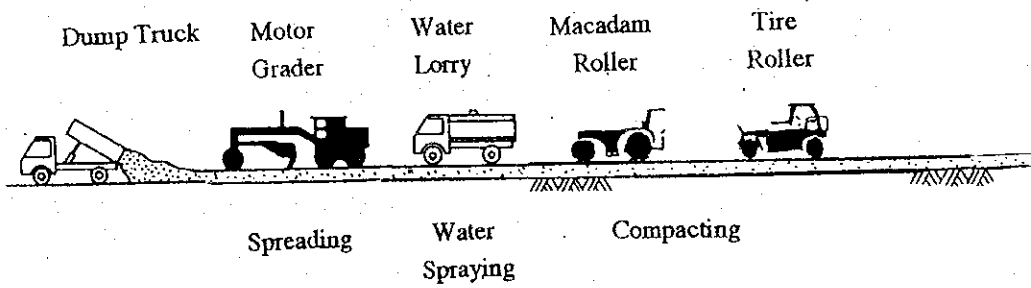 Dump Truck
Motor
Grader
Water
Lorry
Macadam
Roller
Tire
Roller
Spreading
Water
Spraying
Compacting